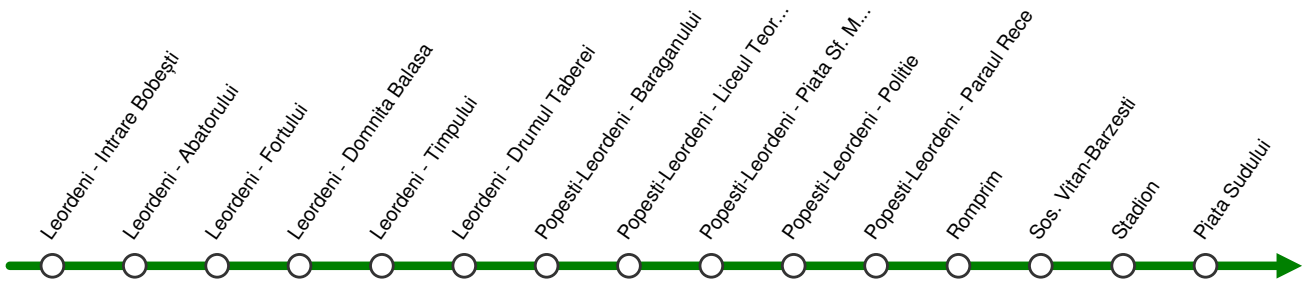 Leordeni - Intrare Bobești
Leordeni - Abatorului
Leordeni - Fortului
Leordeni - Domnita Balasa
Leordeni - Timpului
Leordeni - Drumul Taberei
Popesti-Leordeni - Baraganului
Popesti-Leordeni - Liceul Teor...
Popesti-Leordeni - Piata Sf. M...
Popesti-Leordeni - Politie
Popesti-Leordeni - Paraul Rece
Romprim
Sos. Vitan-Barzesti
Stadion
Piata Sudului